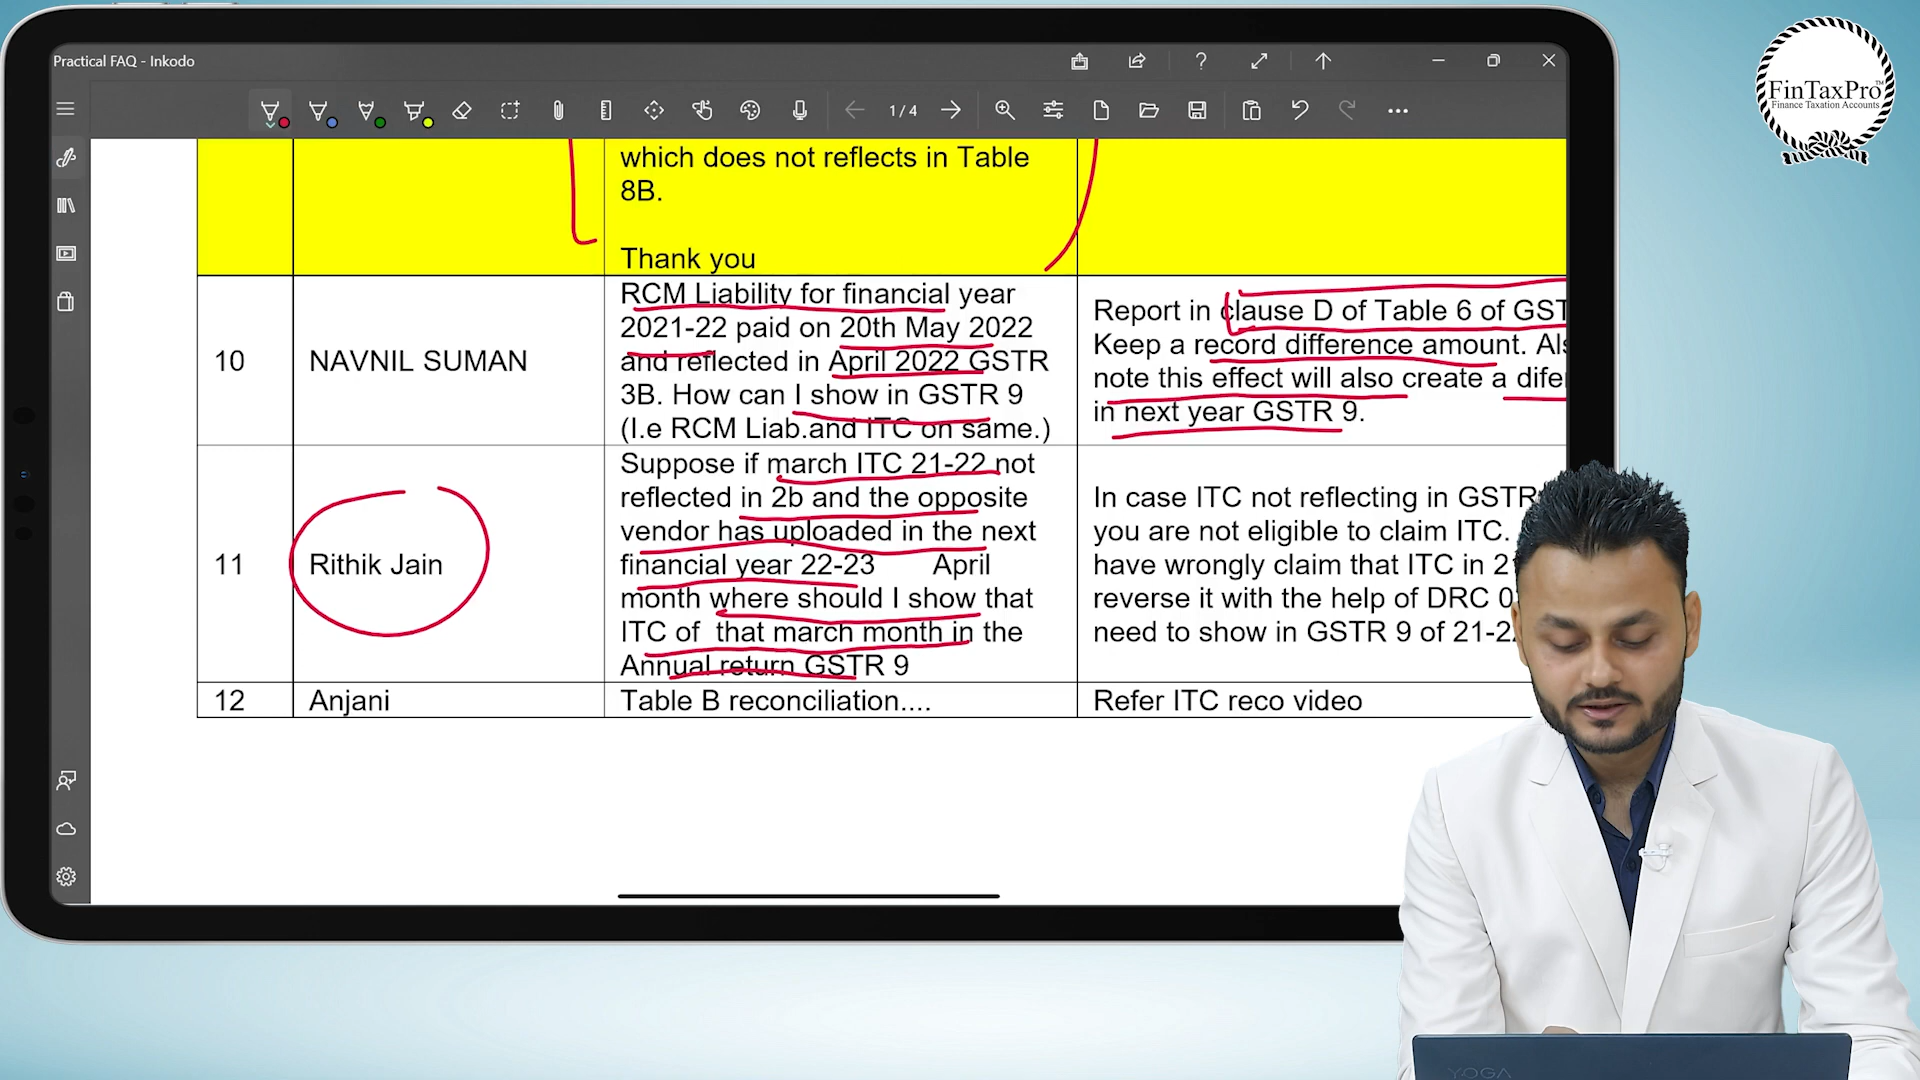 Practical FAQ - Inkodo
FinTaxPro™
Finance Taxation Accounts
1 / 4
which does not reflects in Table
8B.
Thank you
10
NAVNIL SUMAN
RCM Liability for financial year
2021-22 paid on 20th May 2022
and reflected in April 2022 GSTR
3B. How can I show in GSTR 9
(I.e RCM Liab.and ITC on same.)
Report in clause D of Table 6 of GST
Keep a record difference amount. Als
note this effect will also create a difer
in next year GSTR 9.
11
Rithik Jain
Suppose if march ITC 21-22 not
reflected in 2b and the opposite
vendor has uploaded in the next
financial year 22-23 April
month where should I show that
ITC of that march month in the
Annual return GSTR 9
In case ITC not reflecting in GSTR
you are not eligible to claim ITC.
have wrongly claim that ITC in 2
reverse it with the help of DRC 0
need to show in GSTR 9 of 21-2
12
Anjani
Table B reconciliation....
Refer ITC reco video
YOGA